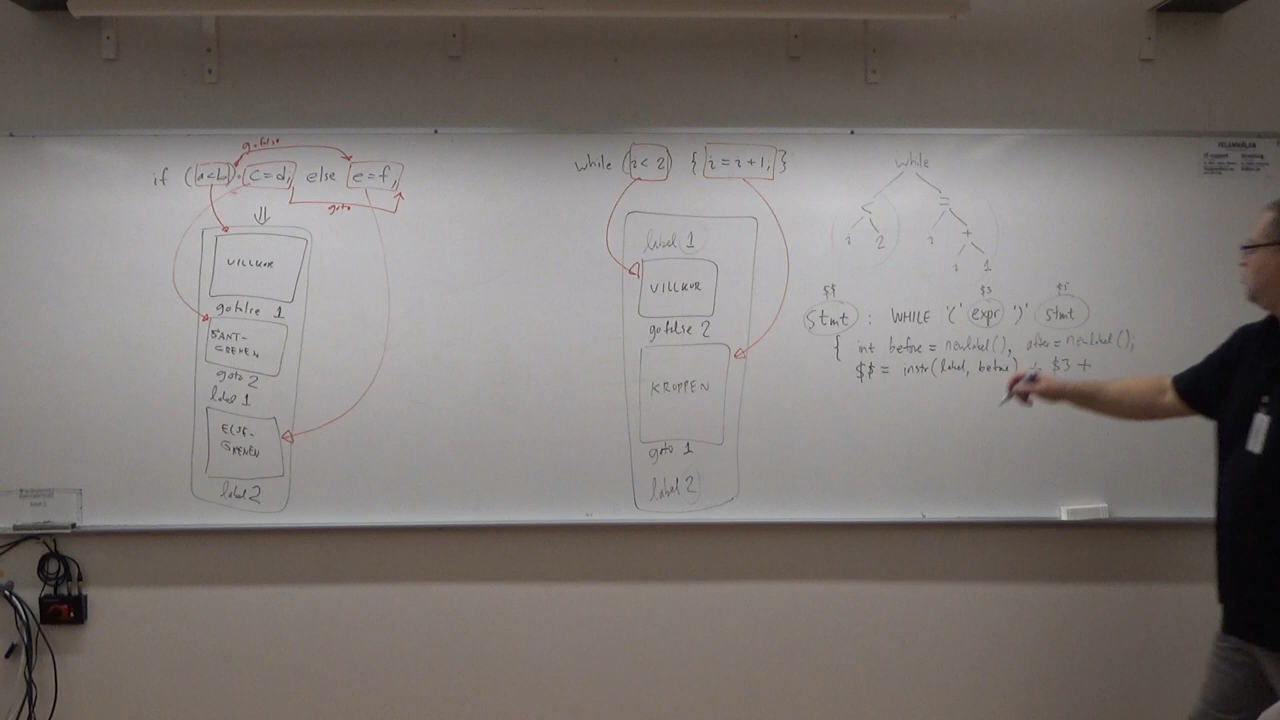 gofalse
if (a<b) c=d; else e=f;
goto
VILLKOR
gofalse 1
SANT-
GRENEN
goto 2
label 1
ELSE-
GRENEN
label 2
while (i < 2) { i = i + 1; }
label 1
VILLKOR
gofalse 2
KROPPEN
goto 1
label 2
while
< =
i 2 i +
i 1
$$ $3 $5
stmt : WHILE '(' expr ')' stmt
{ int before = newlabel(), after = newlabel();
$$ = instr(label, before) + $3 +
FELANMÄLAN